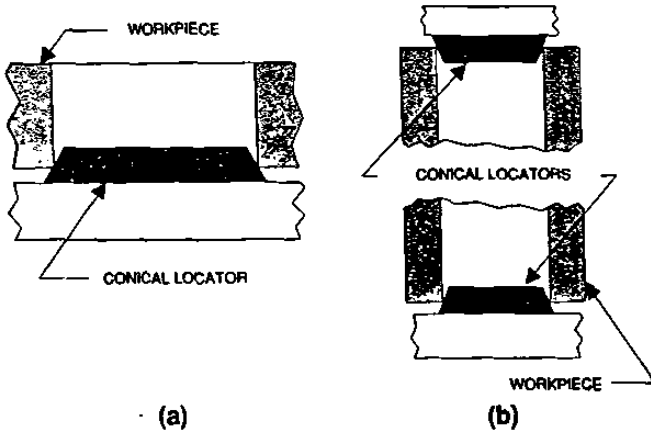 WORKPIECE
CONICAL LOCATOR
(a)
CONICAL LOCATORS
WORKPIECE
(b)